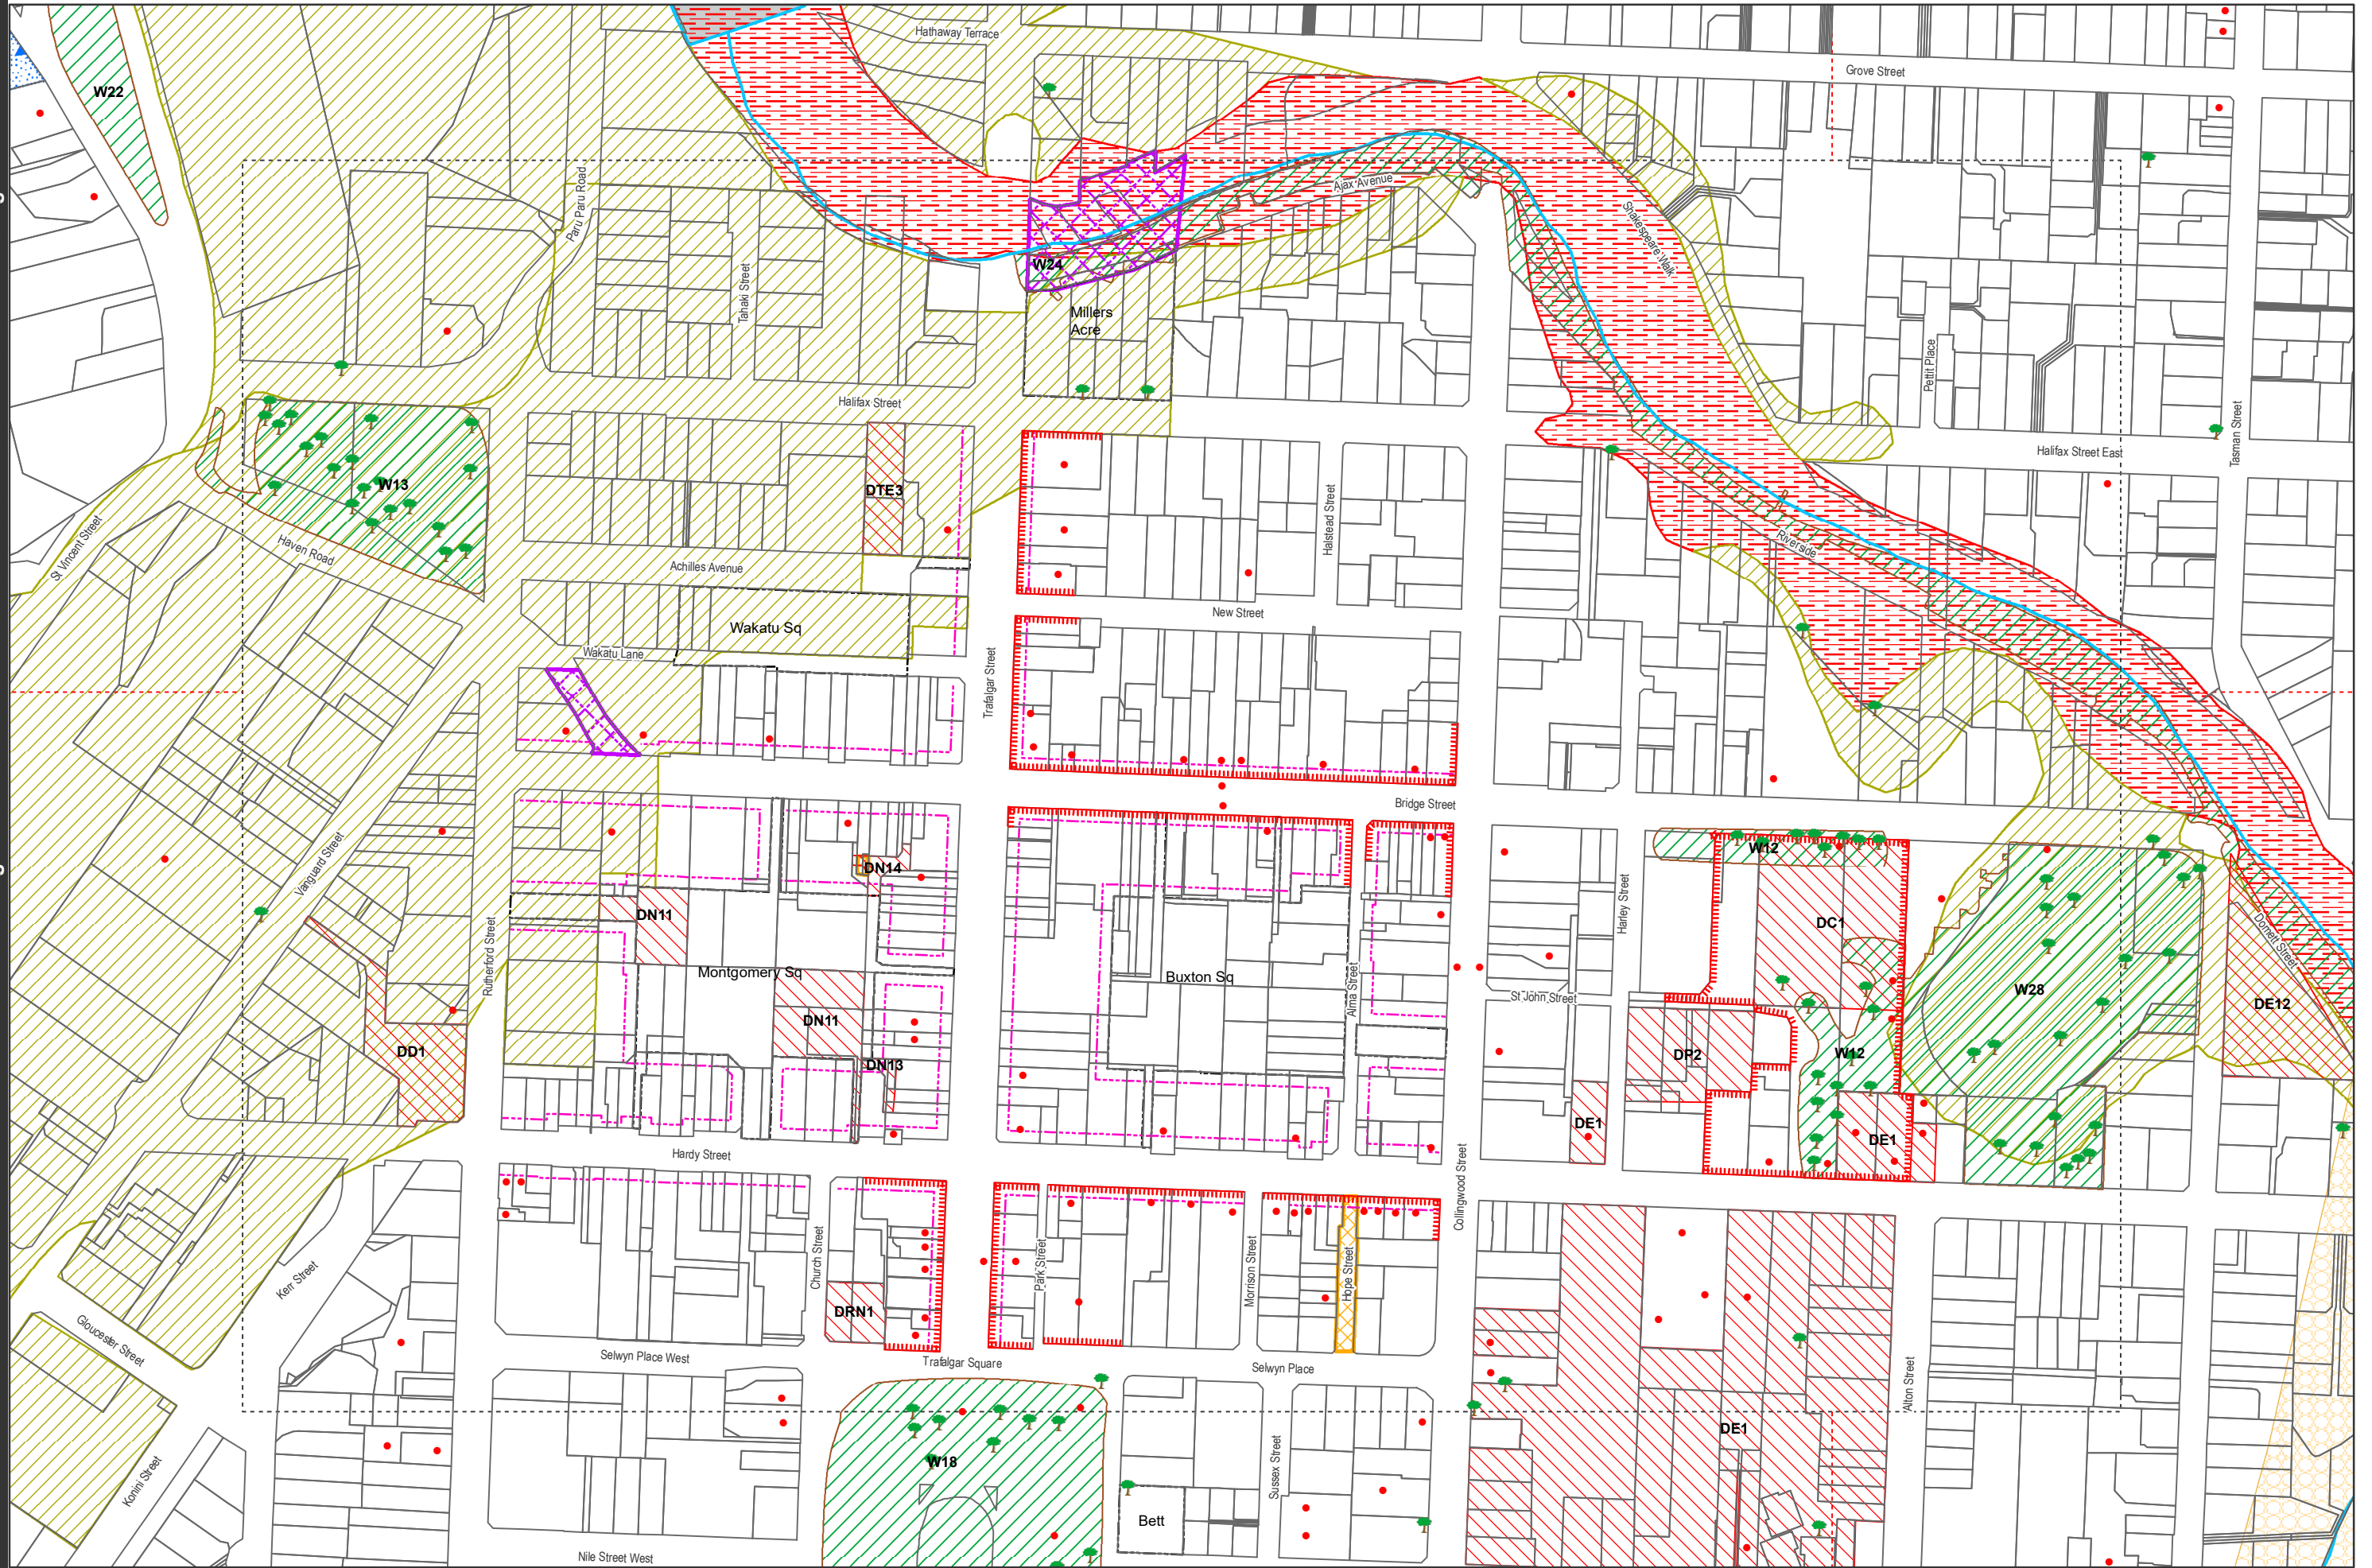 Hathaway Terrace
Grove Street
W22
Paru Paru Road
Ajax Avenue
Shakespeare Walk
W24
Tahaki Street
Millers
Acre
Pettit Place
Halifax Street
Tasman Street
Halifax Street East
W13
DTE3
Halstead Street
St Vincent Street
Haven Road
Riverside
Achilles Avenue
New Street
Wakatu Sq
Wakatu Lane
Trafalgar Street
Bridge Street
Vanguard Street
W12
DN14
Harley Street
DN11
DC1
Rutherford Street
Domett Street
Montgomery Sq
Buxton Sq
Alma Street
W28
St John Street
DE12
DN11
DD1
DN13
DP2
W12
DE1
DE1
Hardy Street
Collingwood Street
Church Street
Park Street
Morrison Street
Hope Street
Kerr Street
DRN1
Gloucester Street
Selwyn Place West
Trafalgar Square
Selwyn Place
Alton Street
DE1
W18
Konini Street
Sussex Street
Bett
Nile Street West